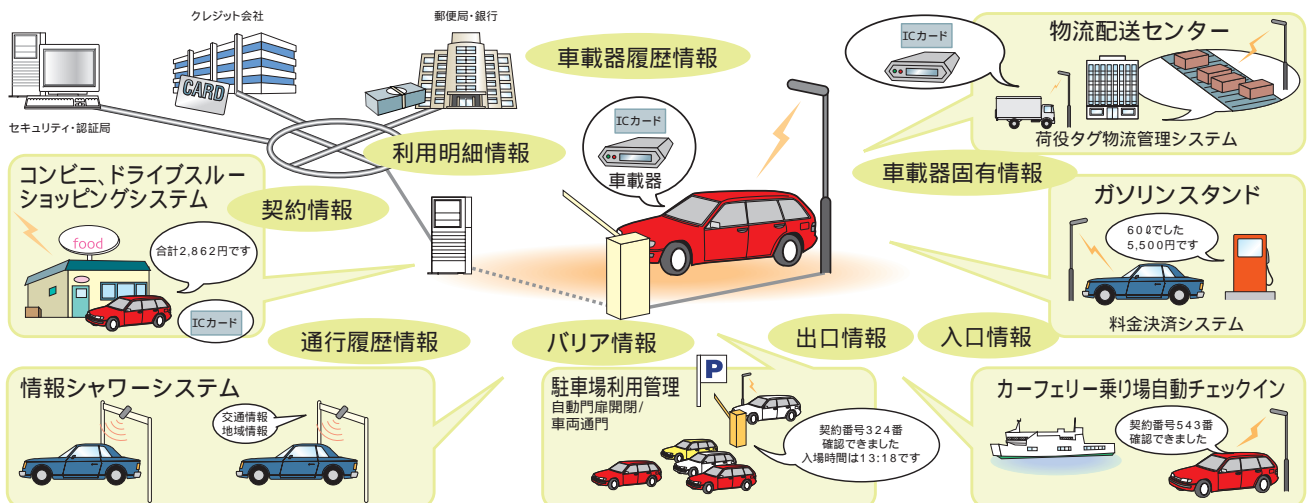 クレジット会社
郵便局・銀行
CARD
セキュリティ・認証局
車載器履歴情報
ICカード
物流配送センター
荷役タグ物流管理システム
利用明細情報
ICカード
車載器
車載器固有情報
コンビニ、ドライブスルー
ショッピングシステム
契約情報
food
合計2,862円です
ICカード
ガソリンスタンド
60ℓでした
5,500円です
料金決済システム
通行履歴情報
バリア情報
出口情報
入口情報
情報シャワーシステム
交通情報
地域情報
駐車場利用管理
自動門扉開閉/
車両通門
P
契約番号324番
確認できました
入場時間は13:18です
カーフェリー乗り場自動チェックイン
契約番号543番
確認できました